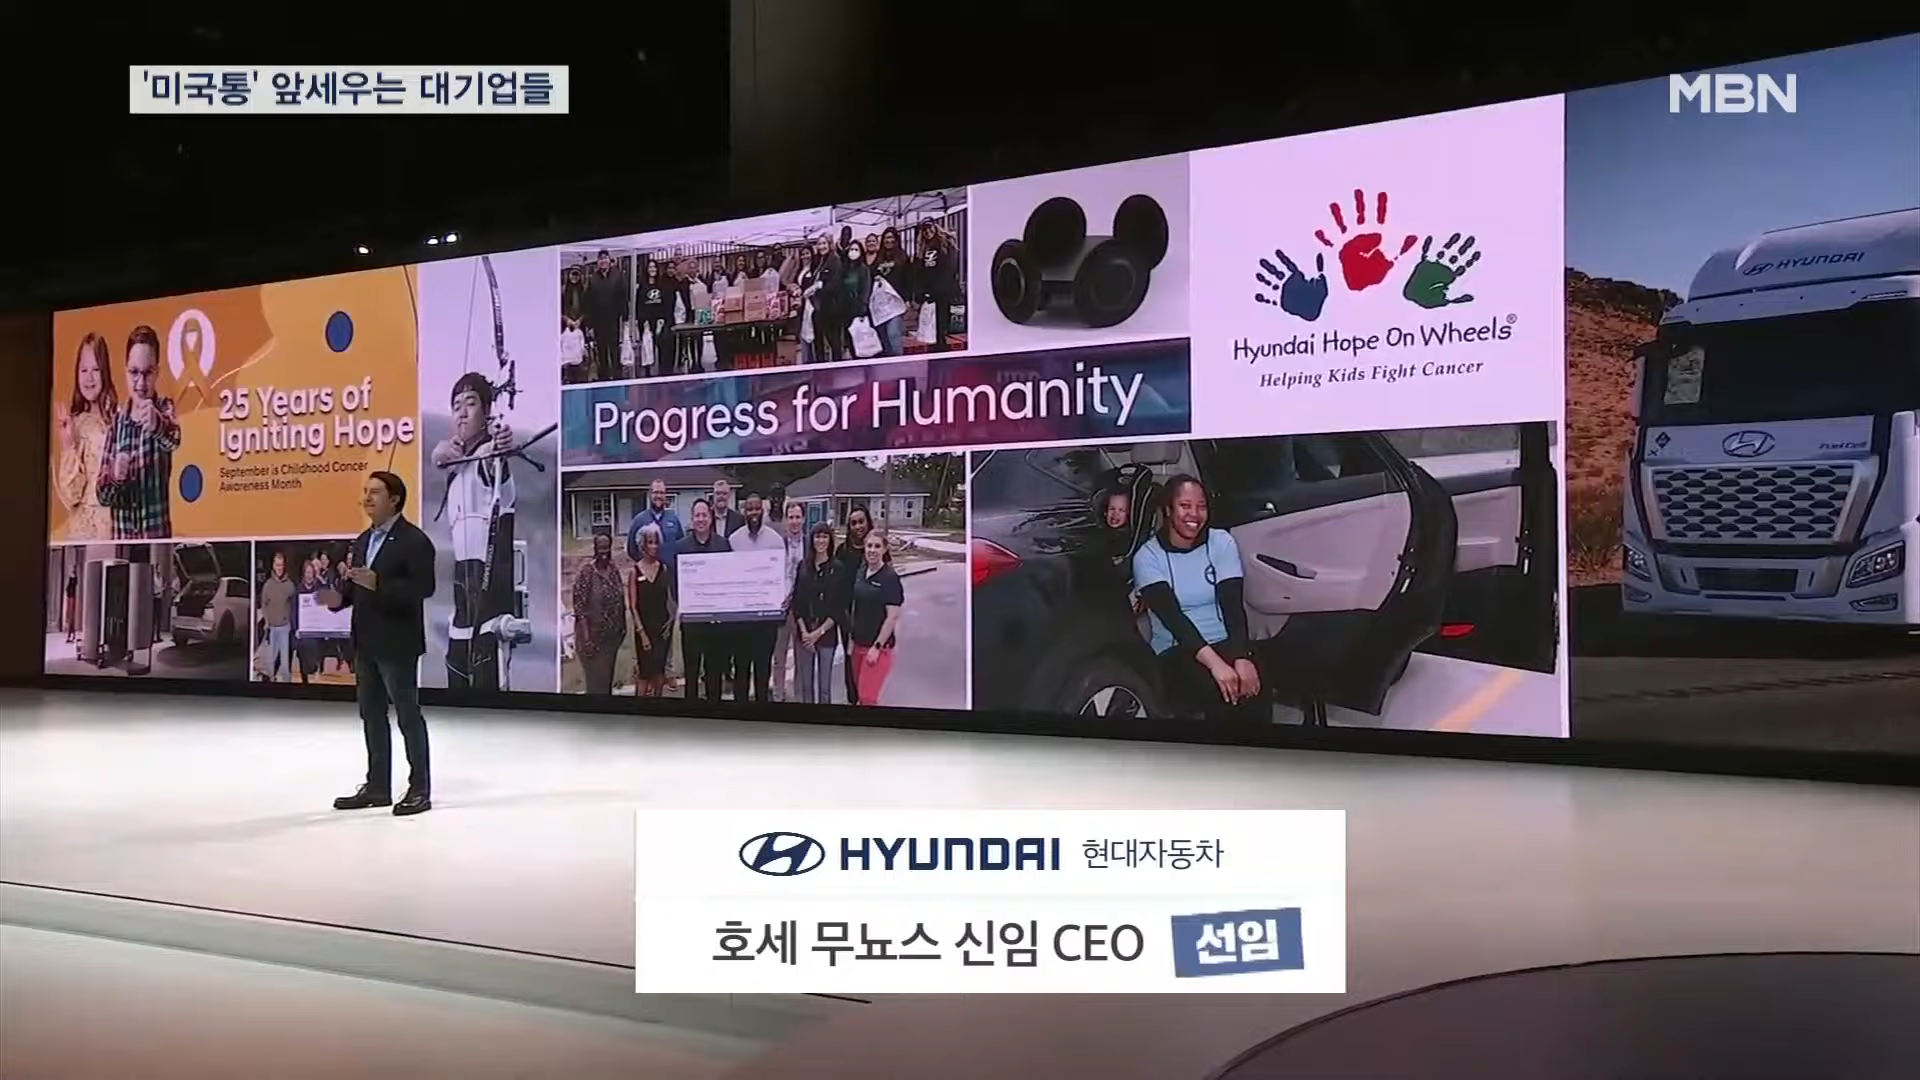 '미국통' 앞세우는 대기업들
MBN
25 Years of
Igniting Hope
September is Childhood Cancer
Awareness Month
Progress for Humanity
Hyundai Hope On Wheels®
Helping Kids Fight Cancer
HYUNDAI
Fuel Cell
HYUNDAI 현대자동차
호세 무뇨스 신임 CEO 선임